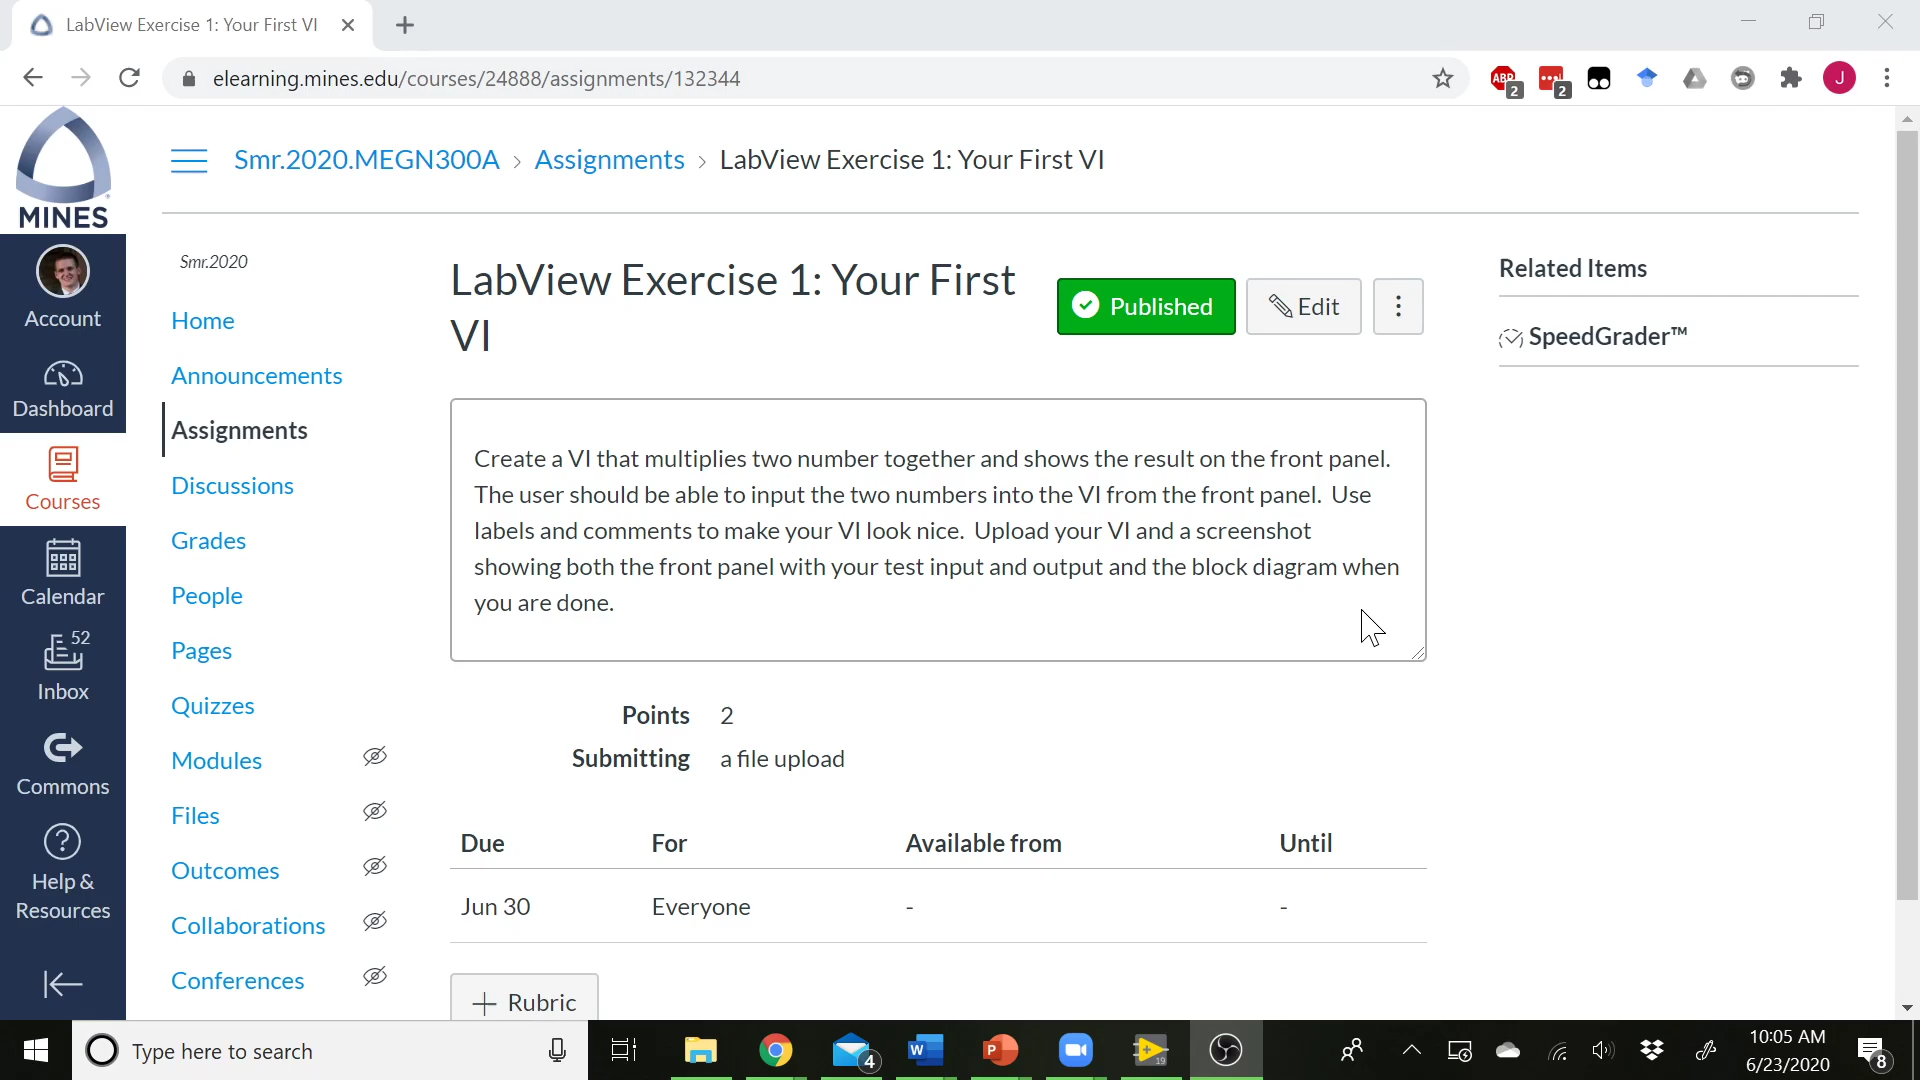 LabView Exercise 1: Your First VI
elearning.mines.edu/courses/24888/assignments/132344
ABP
2
2
J
MINES
Smr.2020.MEGN300A > Assignments > LabView Exercise 1: Your First VI
Account
Dashboard
Courses
Calendar
52
Inbox
Commons
Help &
Resources
Smr.2020
Home
Announcements
Assignments
Discussions
Grades
People
Pages
Quizzes
Modules
Files
Outcomes
Collaborations
Conferences
LabView Exercise 1: Your First
VI
Published
Edit
Create a VI that multiplies two number together and shows the result on the front panel.
The user should be able to input the two numbers into the VI from the front panel.  Use
labels and comments to make your VI look nice.  Upload your VI and a screenshot
showing both the front panel with your test input and output and the block diagram when
you are done.
Points 2
Submitting a file upload
Due For Available from Until
Jun 30 Everyone - -
+ Rubric
Related Items
SpeedGrader™
Type here to search
4
W
P
19
10:05 AM
6/23/2020
8